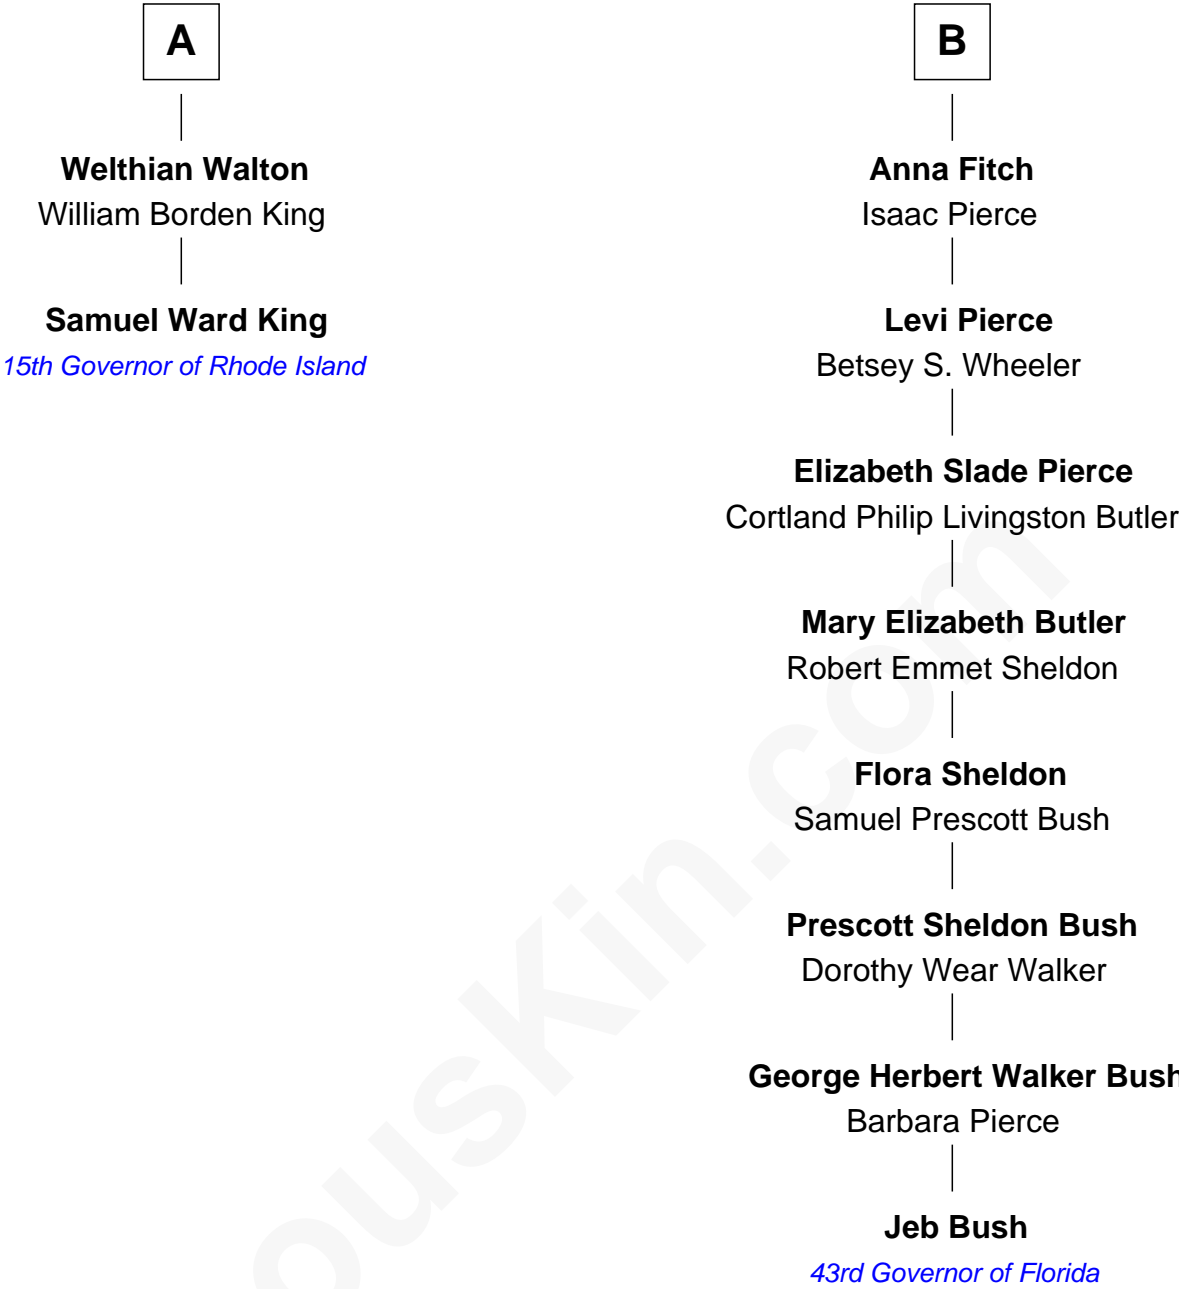 A
Welthian Walton
William Borden King
Samuel Ward King
15th Governor of Rhode Island
B
Anna Fitch
Isaac Pierce
Levi Pierce
Betsey S. Wheeler
Elizabeth Slade Pierce
Cortland Philip Livingston Butler
Mary Elizabeth Butler
Robert Emmet Sheldon
Flora Sheldon
Samuel Prescott Bush
Prescott Sheldon Bush
Dorothy Wear Walker
George Herbert Walker Bush
Barbara Pierce
Jeb Bush
43rd Governor of Florida
ousKin.com